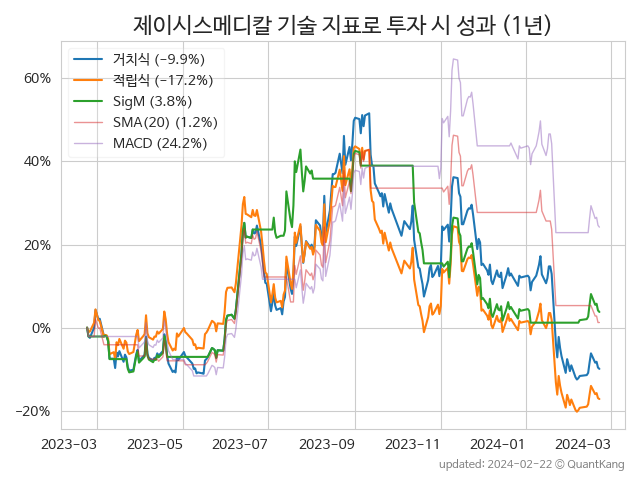 제이시스메디칼 기술 지표로 투자 시 성과 (1년)
거치식 (−9.9%)
적립식 (−17.2%)
SigM (3.8%)
SMA(20) (1.2%)
MACD (24.2%)
60%
40%
20%
0%
−20%
2023−03 2023−05 2023−07 2023−09 2023−11 2024−01 2024−03
updated: 2024−02−22 © QuantKang